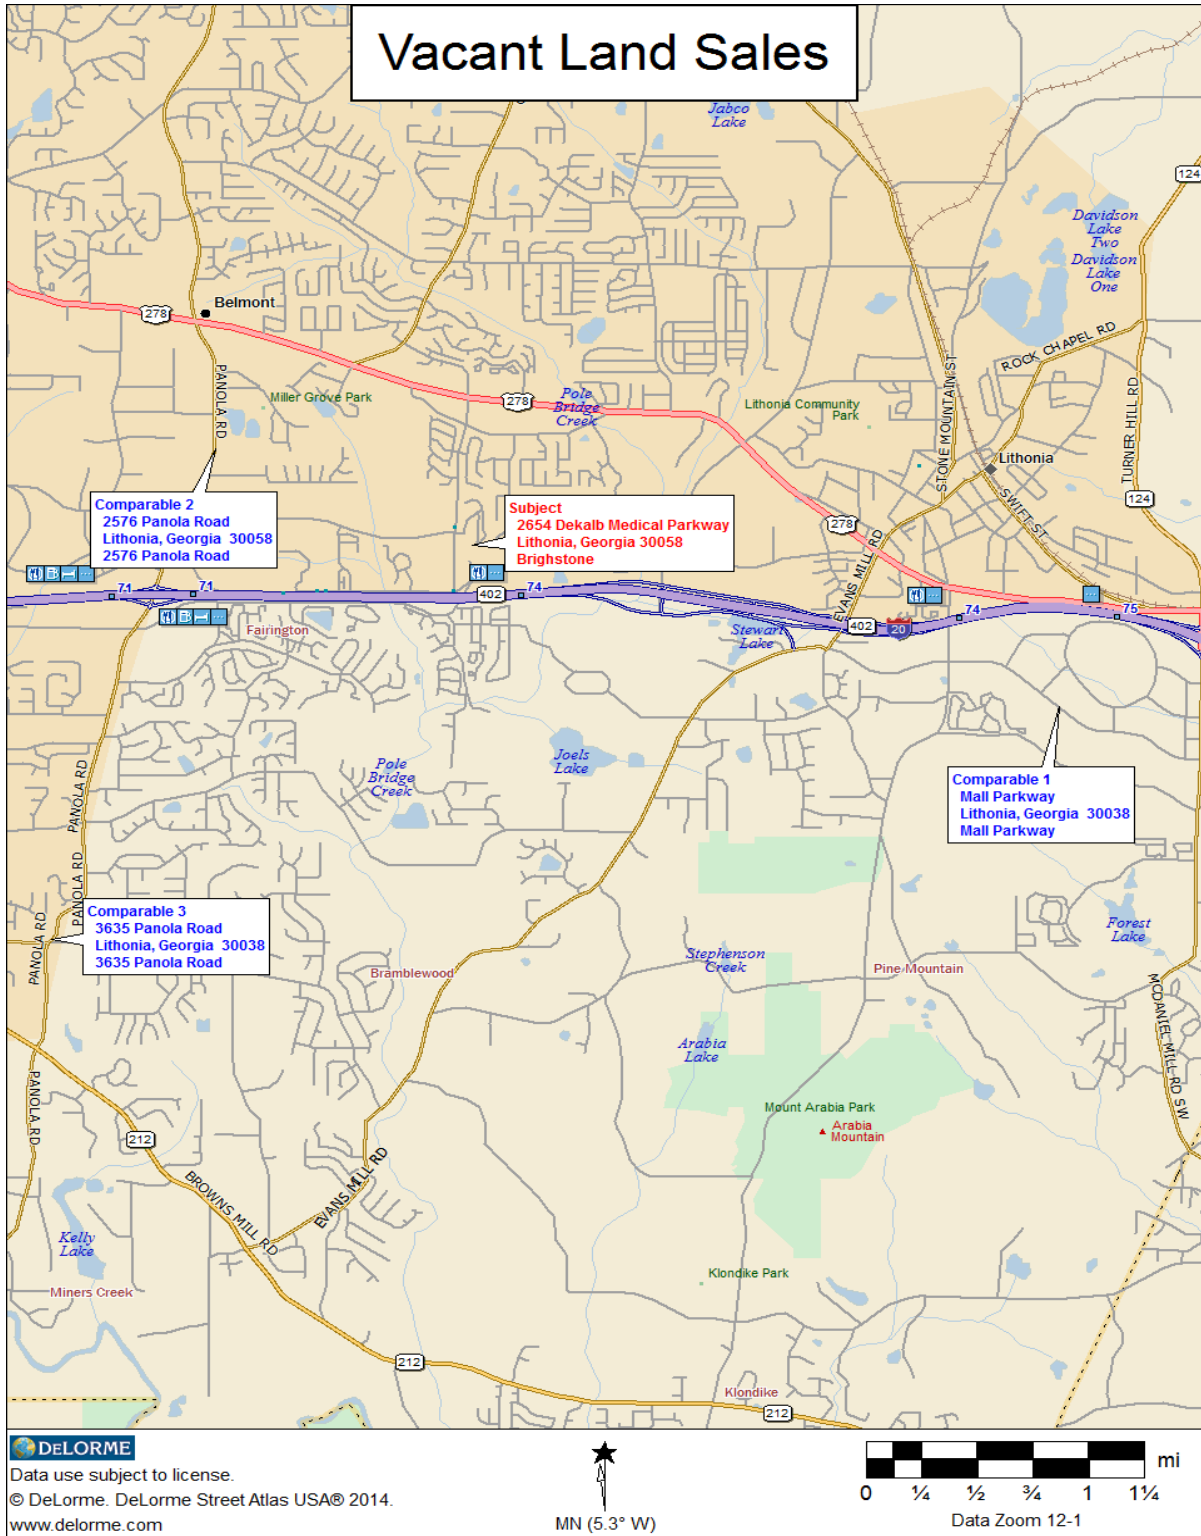 Vacant Land Sales
Jabco
Lake
124
Davidson
Lake
Two
Davidson
Lake
One
278
Belmont
ROCK CHAPEL RD
PANOLA RD
Miller Grove Park
278
Pole
Bridge
Creek
Lithonia Community
Park
STONE MOUNTAIN ST
TURNER HILL RD
Lithonia
SWIFT ST
124
Comparable 2
2576 Panola Road
Lithonia, Georgia 30058
2576 Panola Road
Subject
2654 Dekalb Medical Parkway
Lithonia, Georgia 30058
Brighstone
278
EVANS MILL RD
71
71
402
74
402
20
74
75
Fairington
Stewart
Lake
Joels
Lake
Pole
Bridge
Creek
PANOLA RD
Comparable 1
Mall Parkway
Lithonia, Georgia 30038
Mall Parkway
PANOLA RD
PANOLA RD
Comparable 3
3635 Panola Road
Lithonia, Georgia 30038
3635 Panola Road
Forest
Lake
Stephenson
Creek
Bramblewood
Pine Mountain
MCDANIEL MILL RD SW
Arabia
Lake
PANOLA RD
Mount Arabia Park
Arabia
Mountain
212
BROWNS MILL RD
EVANS MILL RD
Kelly
Lake
Miners Creek
Klondike Park
212
Klondike
212
DELORME
Data use subject to license.
© DeLorme. DeLorme Street Atlas USA® 2014.
www.delorme.com
MN (5.3° W)
mi
0 ¼ ½ ¾ 1 1¼
Data Zoom 12-1